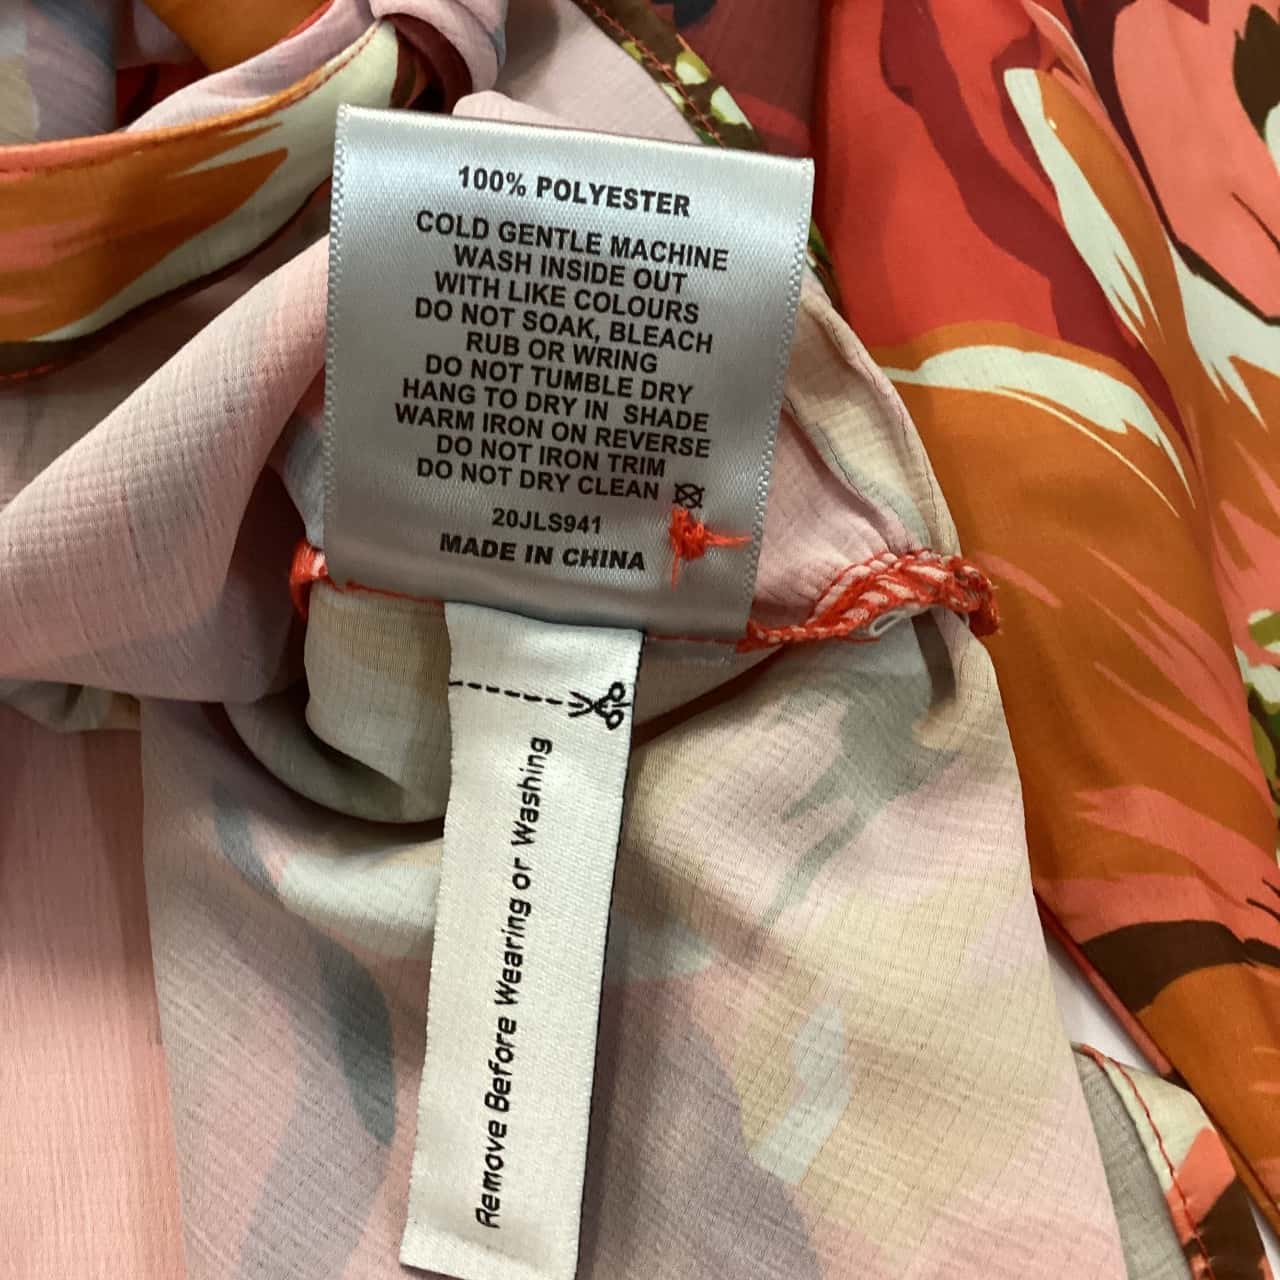 100% POLYESTER
COLD GENTLE MACHINE
WASH INSIDE OUT
WITH LIKE COLOURS
DO NOT SOAK, BLEACH
RUB OR WRING
DO NOT TUMBLE DRY
HANG TO DRY IN SHADE
WARM IRON ON REVERSE
DO NOT IRON TRIM
DO NOT DRY CLEAN
20JLS941
MADE IN CHINA
Remove Before Wearing or Washing